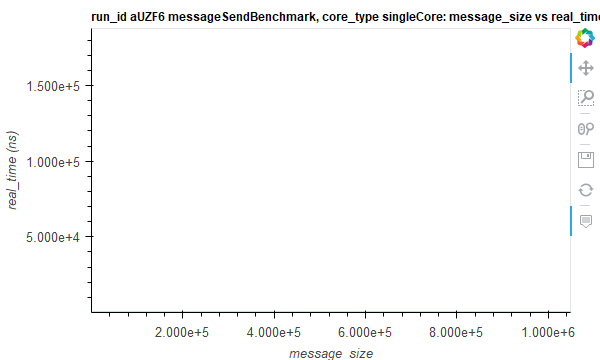 run_id aUZF6 messageSendBenchmark, core_type singleCore: message_size vs real_time
1.500e+5
1.000e+5
5.000e+4
real_time (ns)
2.000e+5 4.000e+5 6.000e+5 8.000e+5 1.000e+6
message_size